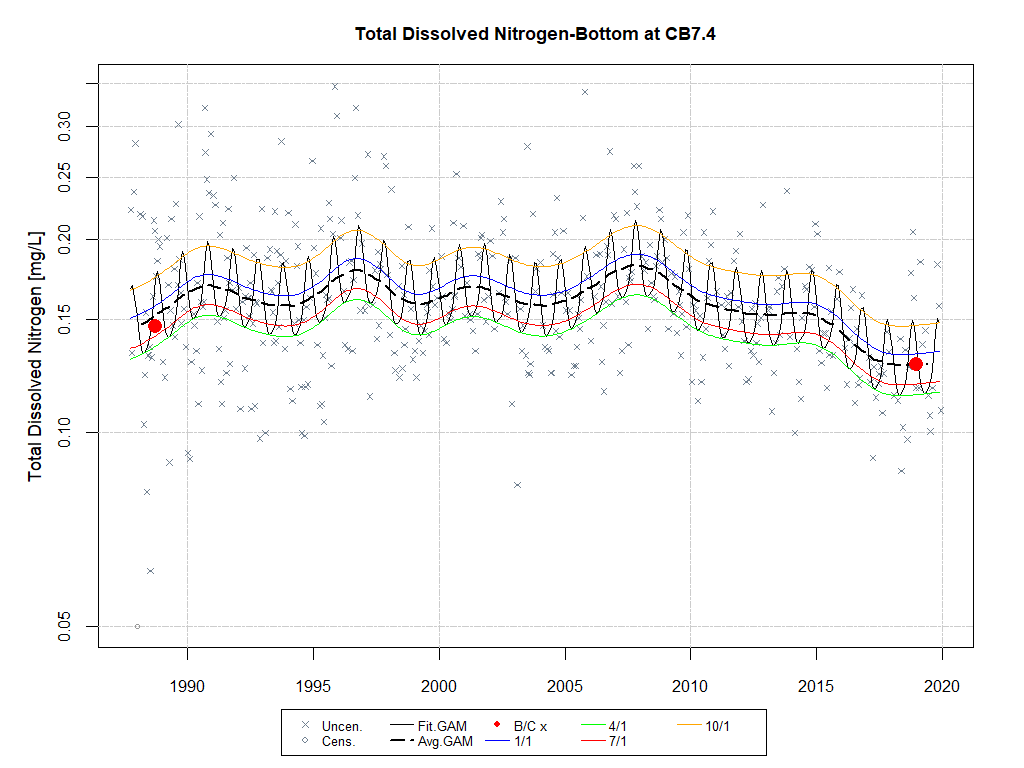 Total Dissolved Nitrogen-Bottom at CB7.4
Total Dissolved Nitrogen [mg/L]
0.30
0.25
0.20
0.15
0.10
0.05
1990 1995 2000 2005 2010 2015 2020
Uncen. Fit.GAM B/C x 4/1 10/1
Cens. Avg.GAM 1/1 7/1